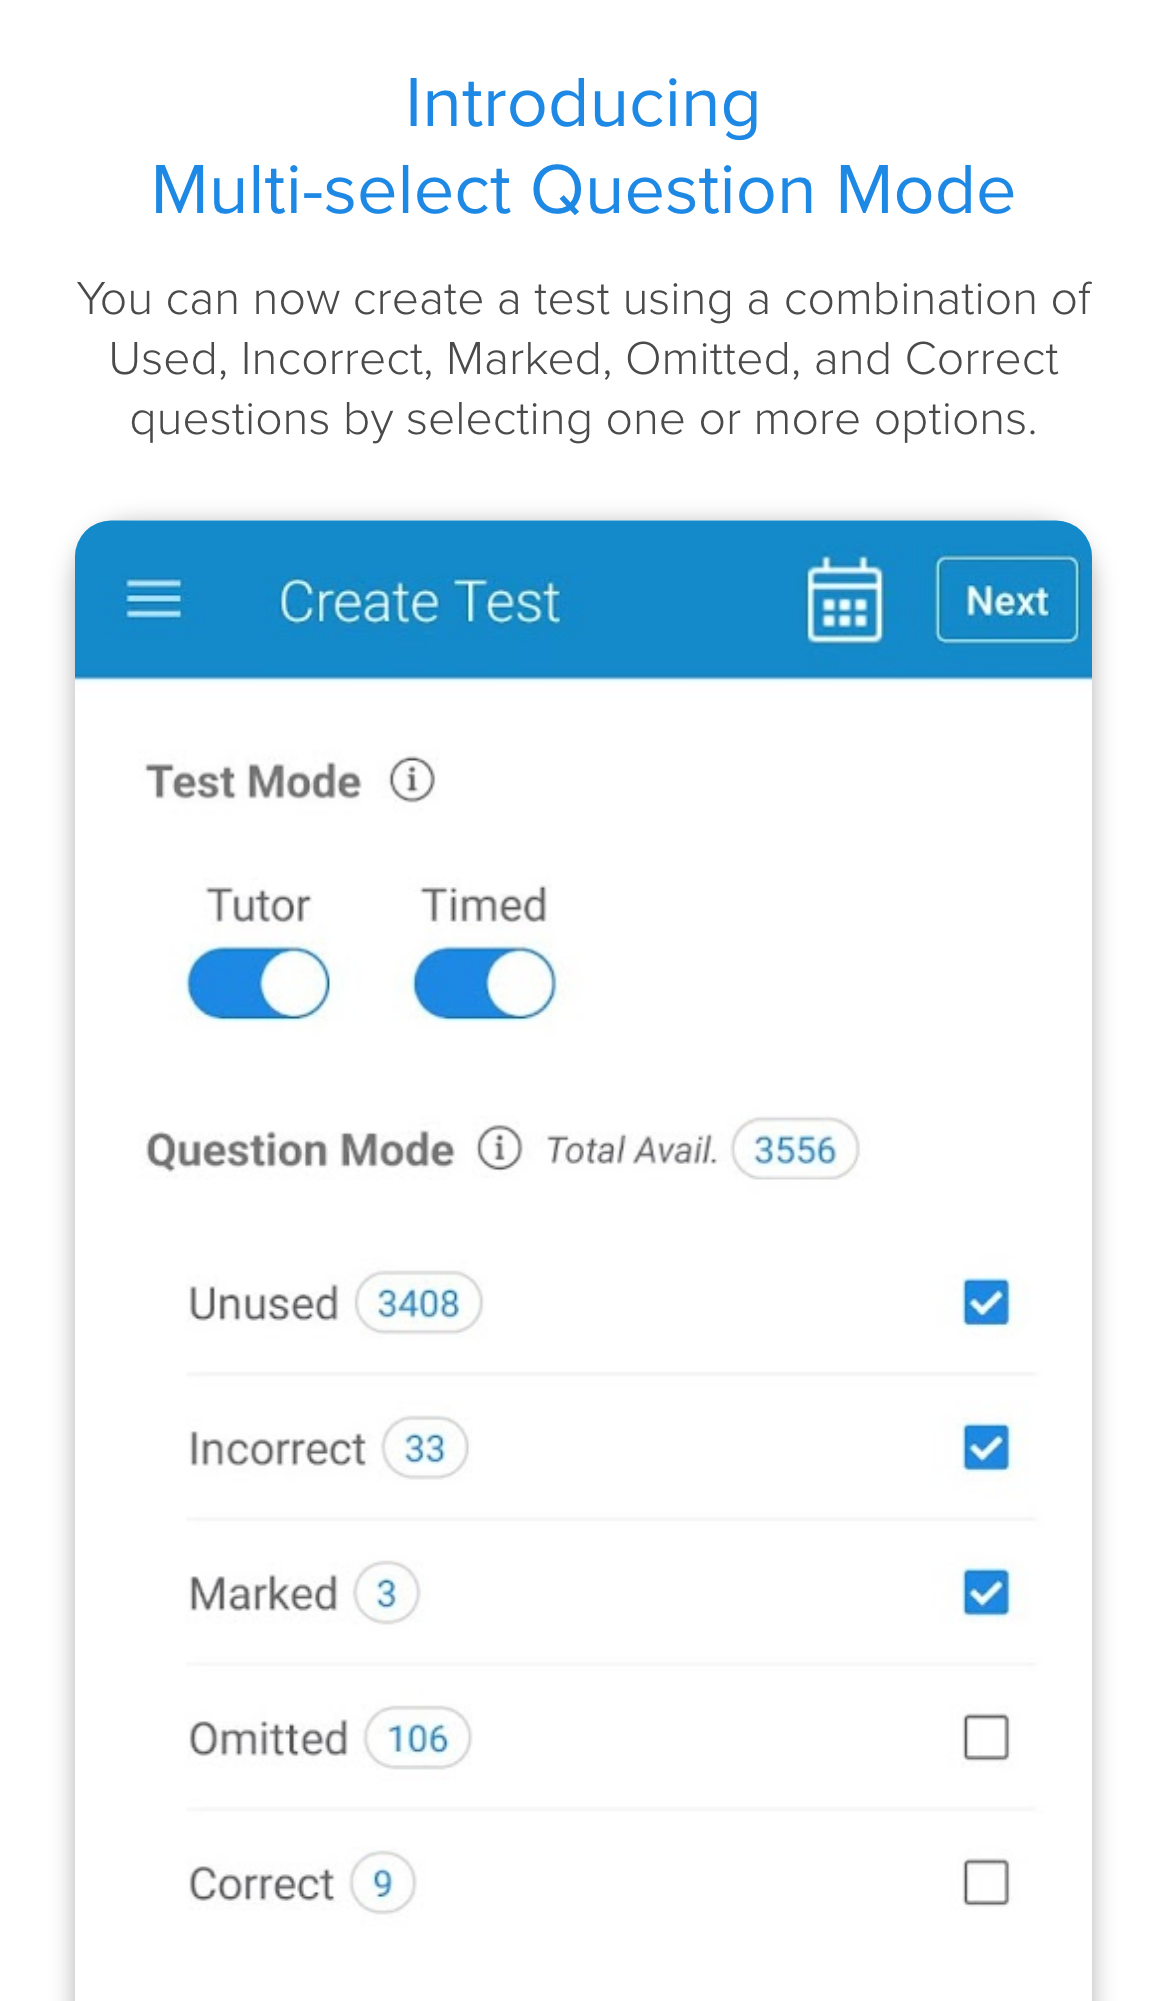 Introducing
Multi-select Question Mode
You can now create a test using a combination of
Used, Incorrect, Marked, Omitted, and Correct
questions by selecting one or more options.
Create Test Next
Test Mode
Tutor Timed
Question Mode Total Avail. 3556
Unused 3408
Incorrect 33
Marked 3
Omitted 106
Correct 9